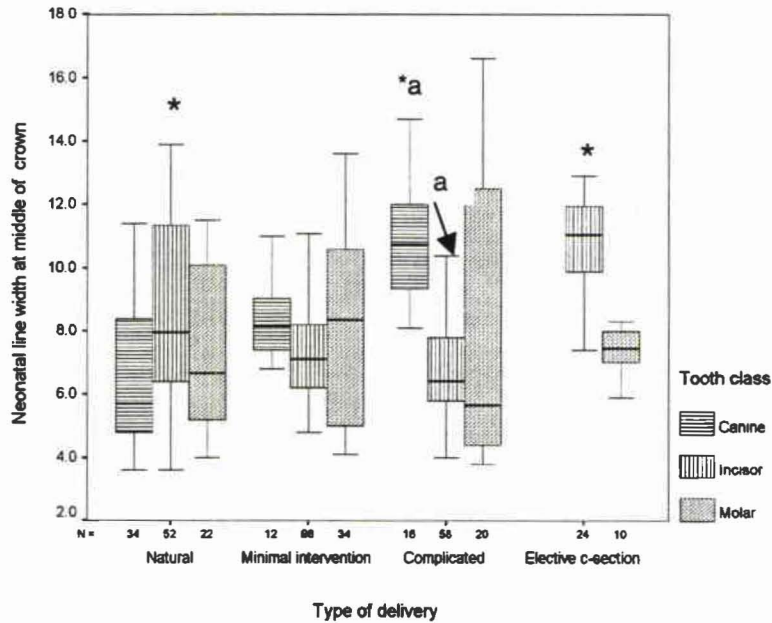 Neonatal line width at middle of crown
18.0
16.0
14.0
12.0
10.0
8.0
6.0
4.0
2.0
*
*a
a
*
N = 34 52 22 12 98 34 16 58 20 24 10
Natural Minimal intervention Complicated Elective c-section
Type of delivery
Tooth class
Canine
Incisor
Molar